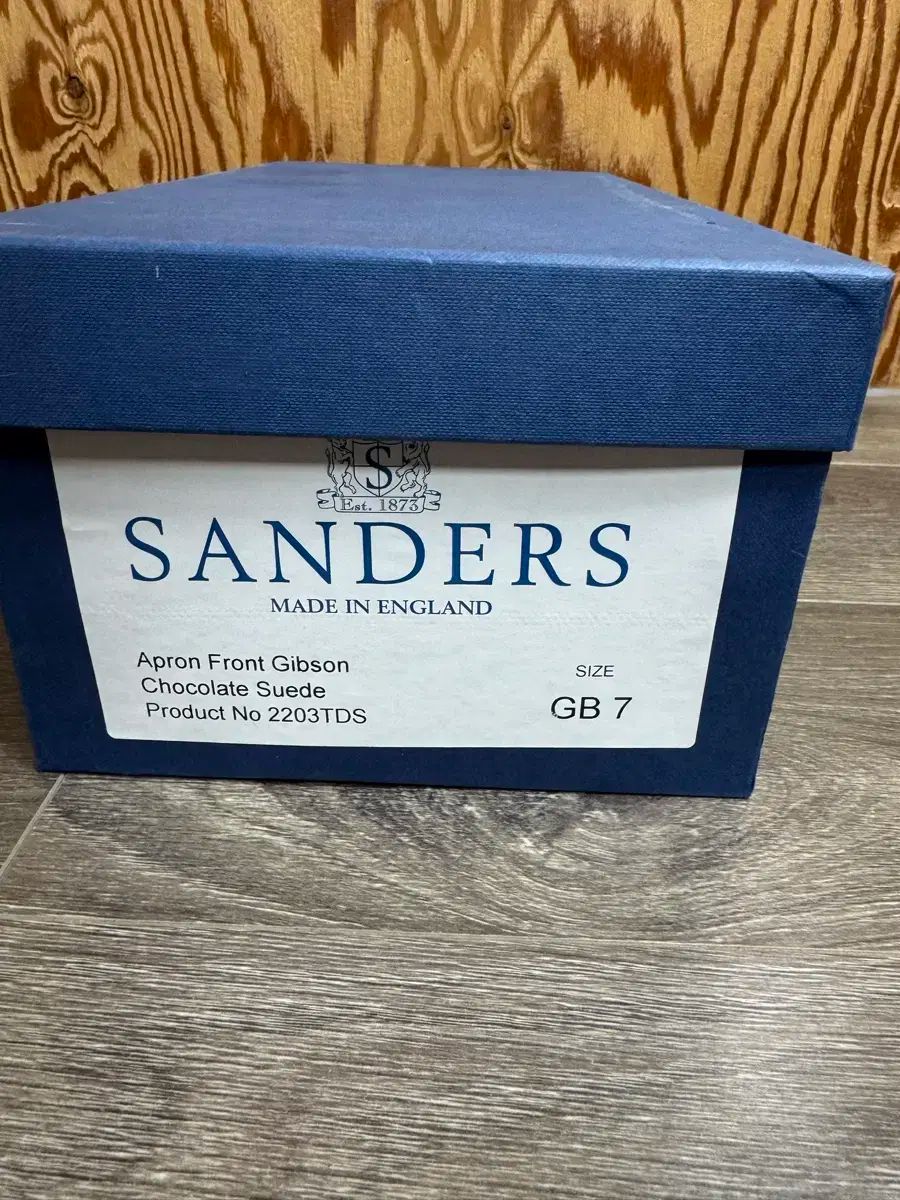 S
Est. 1873
SANDERS
MADE IN ENGLAND
Apron Front Gibson
Chocolate Suede
Product No 2203TDS
SIZE
GB 7